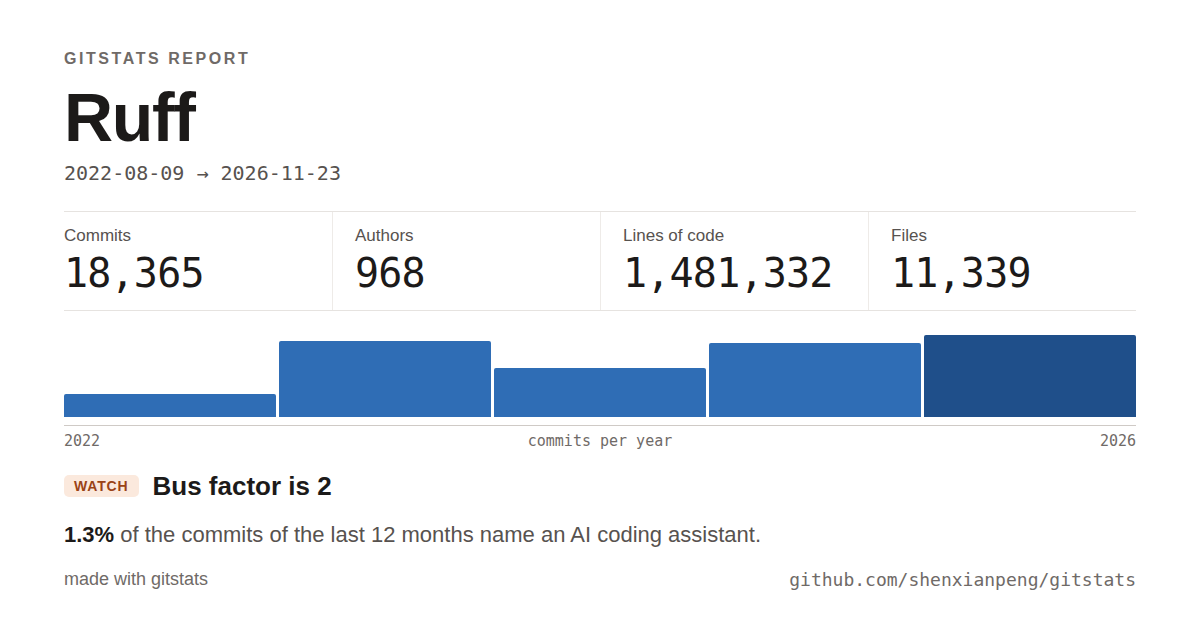 GITSTATS REPORT
Ruff
2022-08-09 → 2026-11-23
Commits
18,365
Authors
968
Lines of code
1,481,332
Files
11,339
2022
commits per year
2026
WATCH Bus factor is 2
1.3% of the commits of the last 12 months name an AI coding assistant.
made with gitstats
github.com/shenxianpeng/gitstats